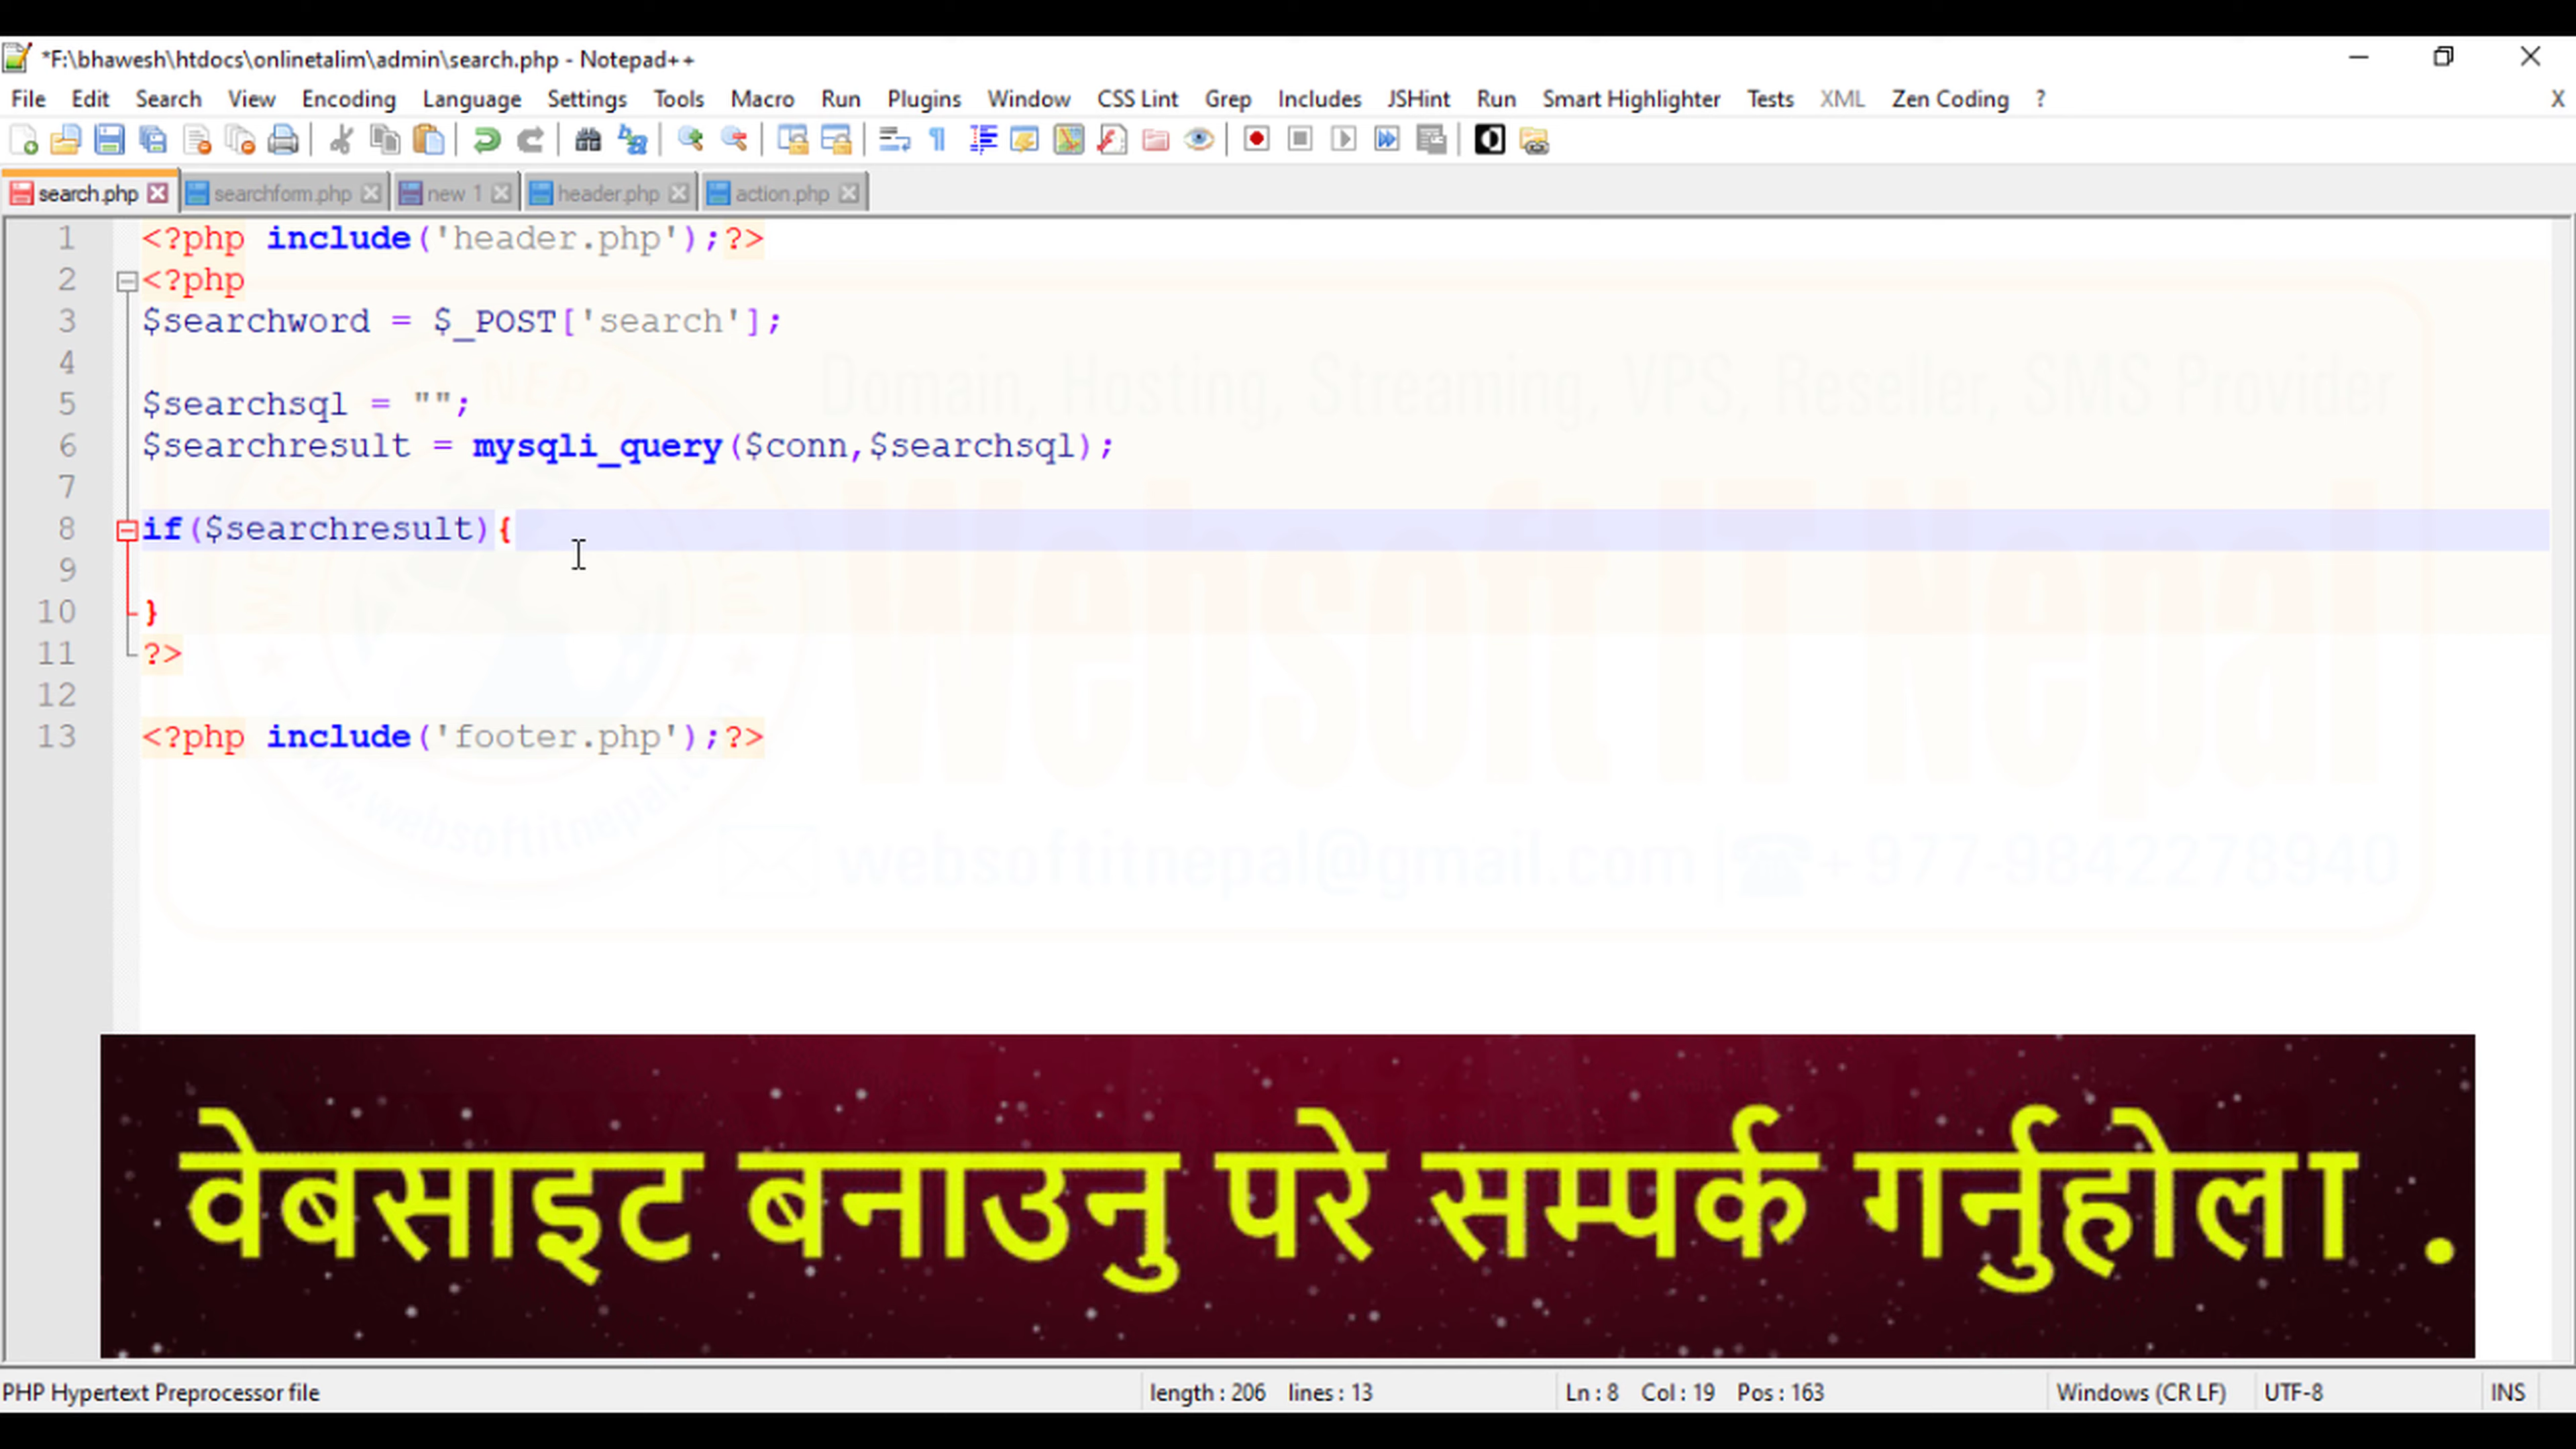 *F:\bhawesh\htdocs\onlinetalim\admin\search.php - Notepad++
File Edit Search View Encoding Language Settings Tools Macro Run Plugins Window CSS Lint Grep Includes JSHint Run Smart Highlighter Tests XML Zen Coding ? X
search.php searchform.php new 1 header.php action.php
1 <?php include('header.php');?>
2 <?php
3 $searchword = $_POST['search'];
4
5 $searchsql = "";
6 $searchresult = mysqli_query($conn,$searchsql);
7
8 if($searchresult){
9
10 }
11 ?>
12
13 <?php include('footer.php');?>
Domain, Hosting, Streaming, VPS, Reseller, SMS Provider
Websoft IT Nepal
websoftitnepal@gmail.com | ☎+977-9842278940
www.websoftitnepal.c
वेबसाइट बनाउनु परे सम्पर्क गर्नुहोला .
PHP Hypertext Preprocessor file length : 206 lines : 13 Ln : 8 Col : 19 Pos : 163 Windows (CR LF) UTF-8 INS